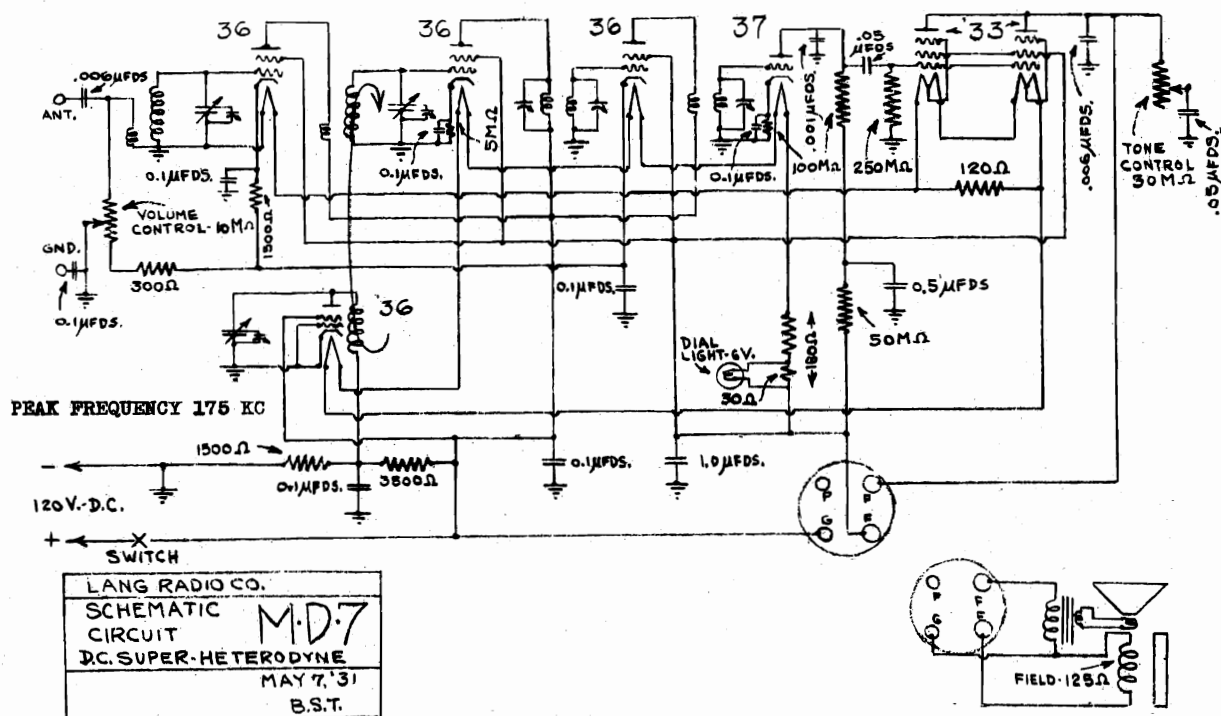 36
36
36
37
'33'
.006µFDS
ANT.
0.1µFDS.
VOLUME
CONTROL-10MΩ
1500Ω
GND.
0.1µFDS.
300Ω
0.1µFDS.
5MΩ
0.1µFDS.
100MΩ
.001µFDS.
.05
µFDS
250MΩ
120Ω
.006µFDS.
TONE
CONTROL
30MΩ
.05µFDS.
36
0.1µFDS.
0.5µFDS
50MΩ
DIAL
LIGHT-6V.
30Ω
180Ω
PEAK FREQUENCY 175 KC
1500Ω
3500Ω
0.1µFDS.
0.1µFDS.
1.0µFDS.
-
120V.-D.C.
+
SWITCH
P
F
G
F
LANG RADIO CO.
SCHEMATIC
CIRCUIT
M·D·7
D.C. SUPER-HETERODYNE
MAY 7,'31
B.S.T.
P
F
G
F
FIELD-125Ω